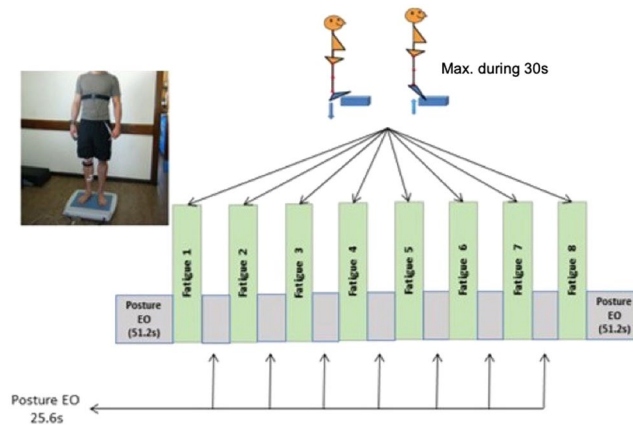 Max. during 30s
Fatigue 1
Fatigue 2
Fatigue 3
Fatigue 4
Fatigue 5
Fatigue 6
Fatigue 7
Fatigue 8
Posture
EO
(51.2s)
Posture
EO
(51.2s)
Posture EO
25.6s